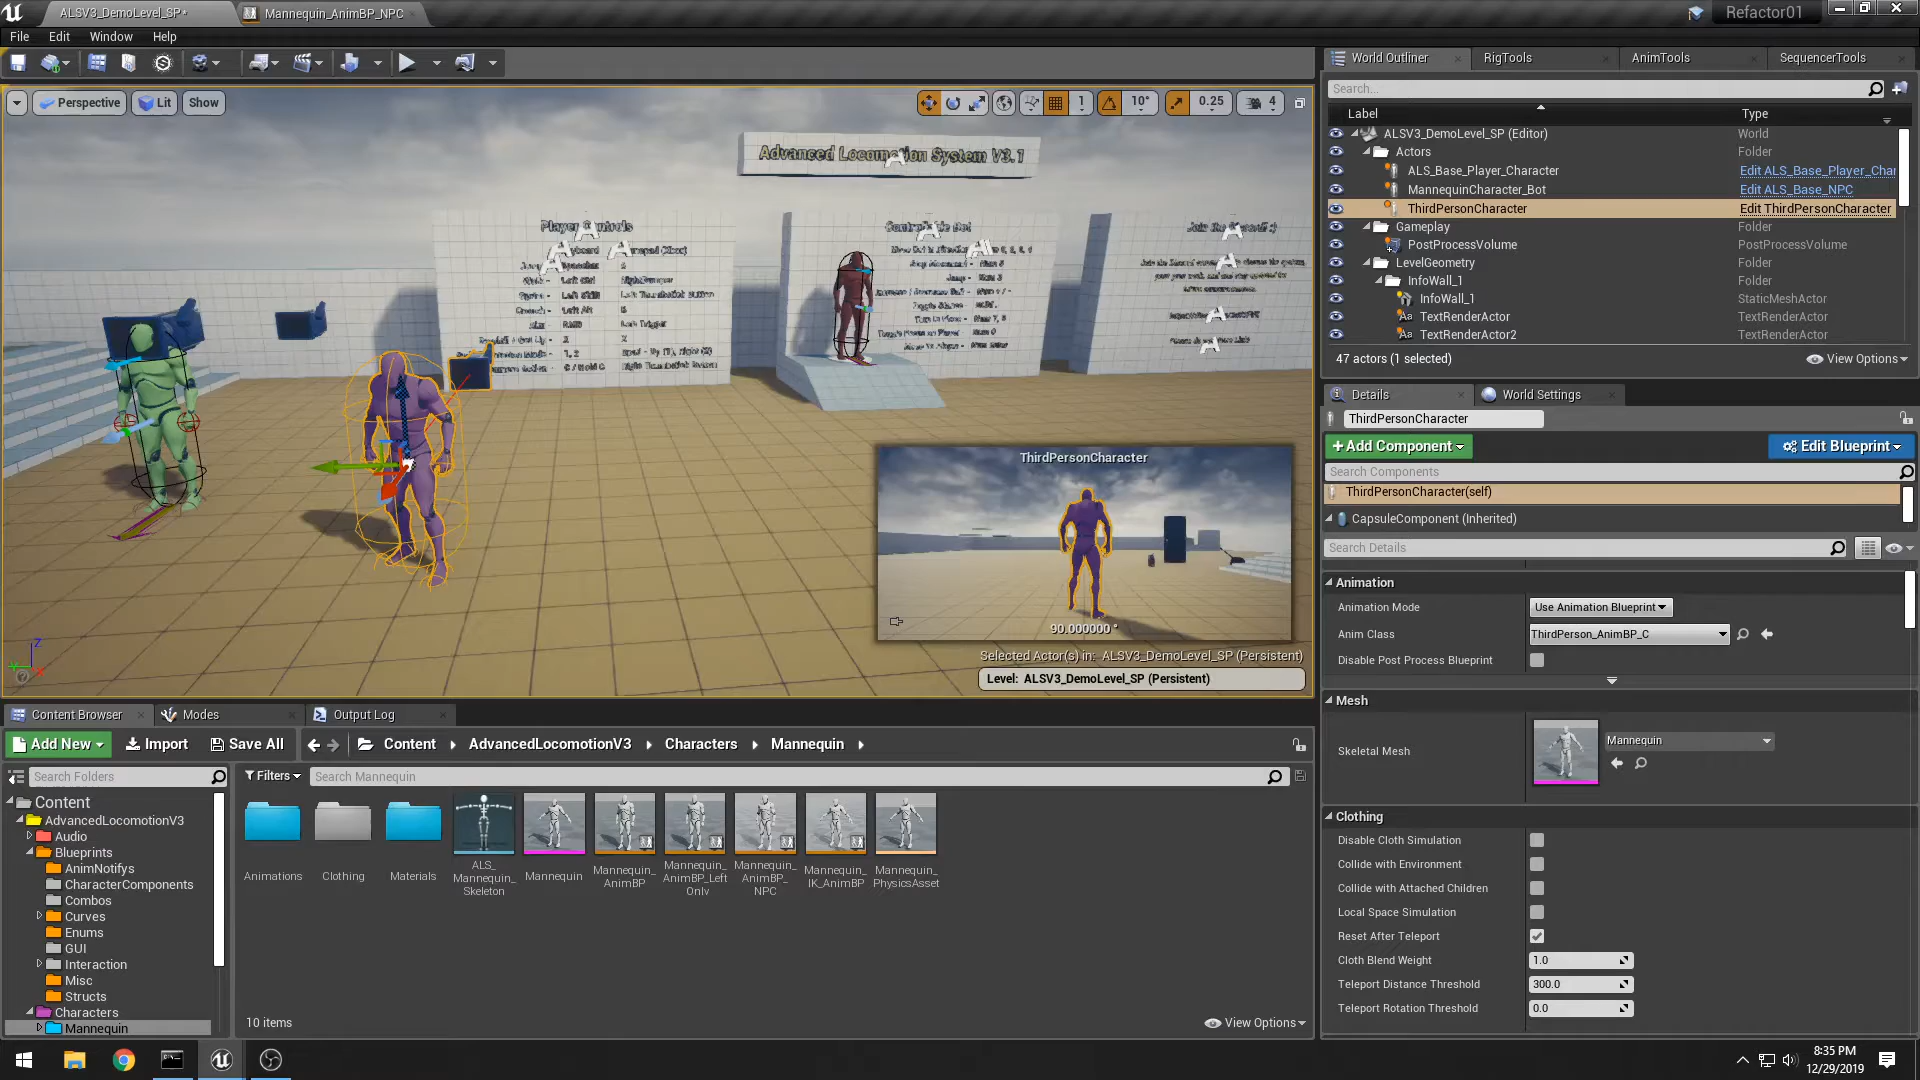 ALSV3_DemoLevel_SP*
Mannequin_AnimBP_NPC
Refactor01
File Edit Window Help
Perspective Lit Show
1 10° 0.25 4
Advanced Locomotion System V3.1
Player Controls
Controllable Bot
ThirdPersonCharacter
90.000000 °
Selected Actor(s) in: ALSV3_DemoLevel_SP (Persistent)
Level: ALSV3_DemoLevel_SP (Persistent)
World Outliner RigTools AnimTools SequencerTools
Search...
Label Type
ALSV3_DemoLevel_SP (Editor) World
Actors Folder
ALS_Base_Player_Character Edit ALS_Base_Player_Char
MannequinCharacter_Bot Edit ALS_Base_NPC
ThirdPersonCharacter Edit ThirdPersonCharacter
Gameplay Folder
PostProcessVolume PostProcessVolume
LevelGeometry Folder
InfoWall_1 Folder
InfoWall_1 StaticMeshActor
TextRenderActor TextRenderActor
TextRenderActor2 TextRenderActor
47 actors (1 selected) View Options
Details World Settings
ThirdPersonCharacter
+Add Component Edit Blueprint
Search Components
ThirdPersonCharacter(self)
CapsuleComponent (Inherited)
Search Details
Animation
Animation Mode Use Animation Blueprint
Anim Class ThirdPerson_AnimBP_C
Disable Post Process Blueprint
Mesh
Skeletal Mesh Mannequin
Clothing
Disable Cloth Simulation
Collide with Environment
Collide with Attached Children
Local Space Simulation
Reset After Teleport
Cloth Blend Weight 1.0
Teleport Distance Threshold 300.0
Teleport Rotation Threshold 0.0
Content Browser Modes Output Log
Add New Import Save All Content AdvancedLocomotionV3 Characters Mannequin
Search Folders
Filters Search Mannequin
Content
AdvancedLocomotionV3
Audio
Blueprints
AnimNotifys
CharacterComponents
Combos
Curves
Enums
GUI
Interaction
Misc
Structs
Characters
Mannequin
Animations
Clothing
Materials
ALS_
Mannequin_
Skeleton
Mannequin
Mannequin_
AnimBP
Mannequin_
AnimBP_Left
Only
Mannequin_
AnimBP_
NPC
Mannequin_
IK_AnimBP
Mannequin_
PhysicsAsset
10 items View Options
8:35 PM
12/29/2019